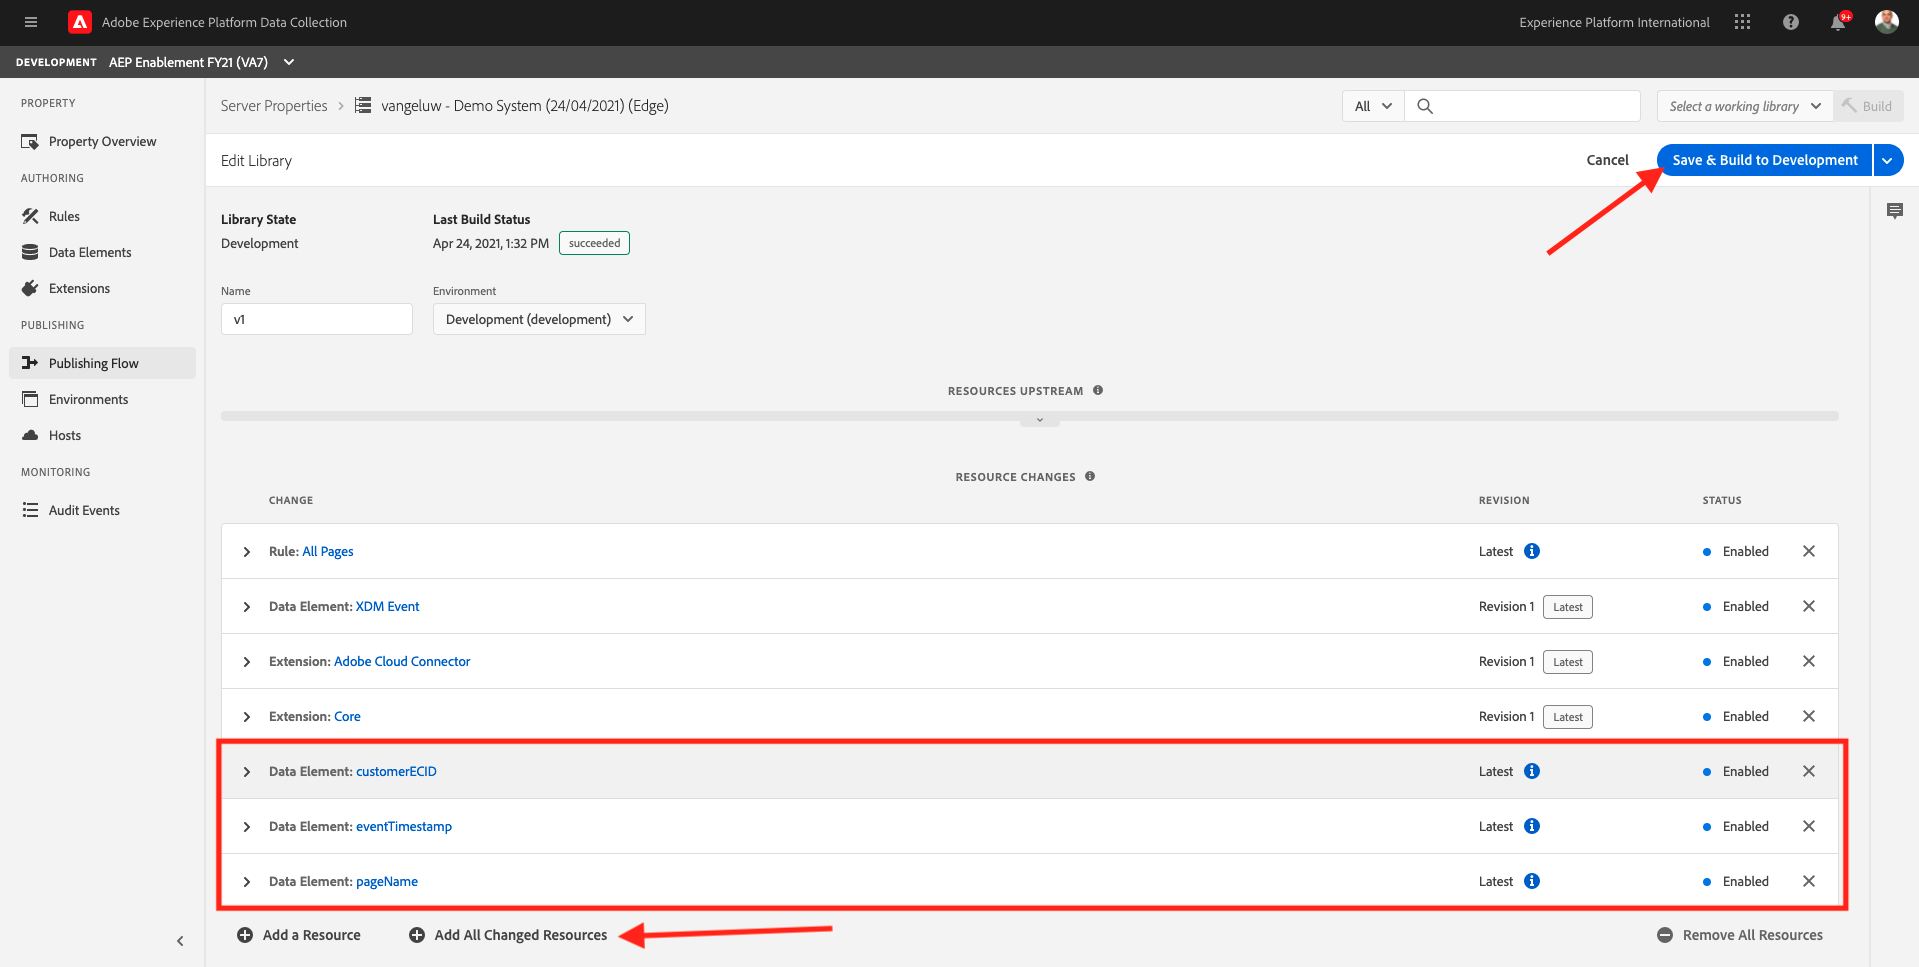 Adobe Experience Platform Data Collection
Experience Platform International
9+
DEVELOPMENT AEP Enablement FY21 (VA7)
PROPERTY
Property Overview
AUTHORING
Rules
Data Elements
Extensions
PUBLISHING
Publishing Flow
Environments
Hosts
MONITORING
Audit Events
Server Properties > vangeluw - Demo System (24/04/2021) (Edge)
All
Select a working library
Build
Edit Library
Cancel
Save & Build to Development
Library State
Development
Last Build Status
Apr 24, 2021, 1:32 PM succeeded
Name
v1
Environment
Development (development)
RESOURCES UPSTREAM
RESOURCE CHANGES
CHANGE REVISION STATUS
Rule: All Pages Latest Enabled
Data Element: XDM Event Revision 1 Latest Enabled
Extension: Adobe Cloud Connector Revision 1 Latest Enabled
Extension: Core Revision 1 Latest Enabled
Data Element: customerECID Latest Enabled
Data Element: eventTimestamp Latest Enabled
Data Element: pageName Latest Enabled
Add a Resource Add All Changed Resources Remove All Resources